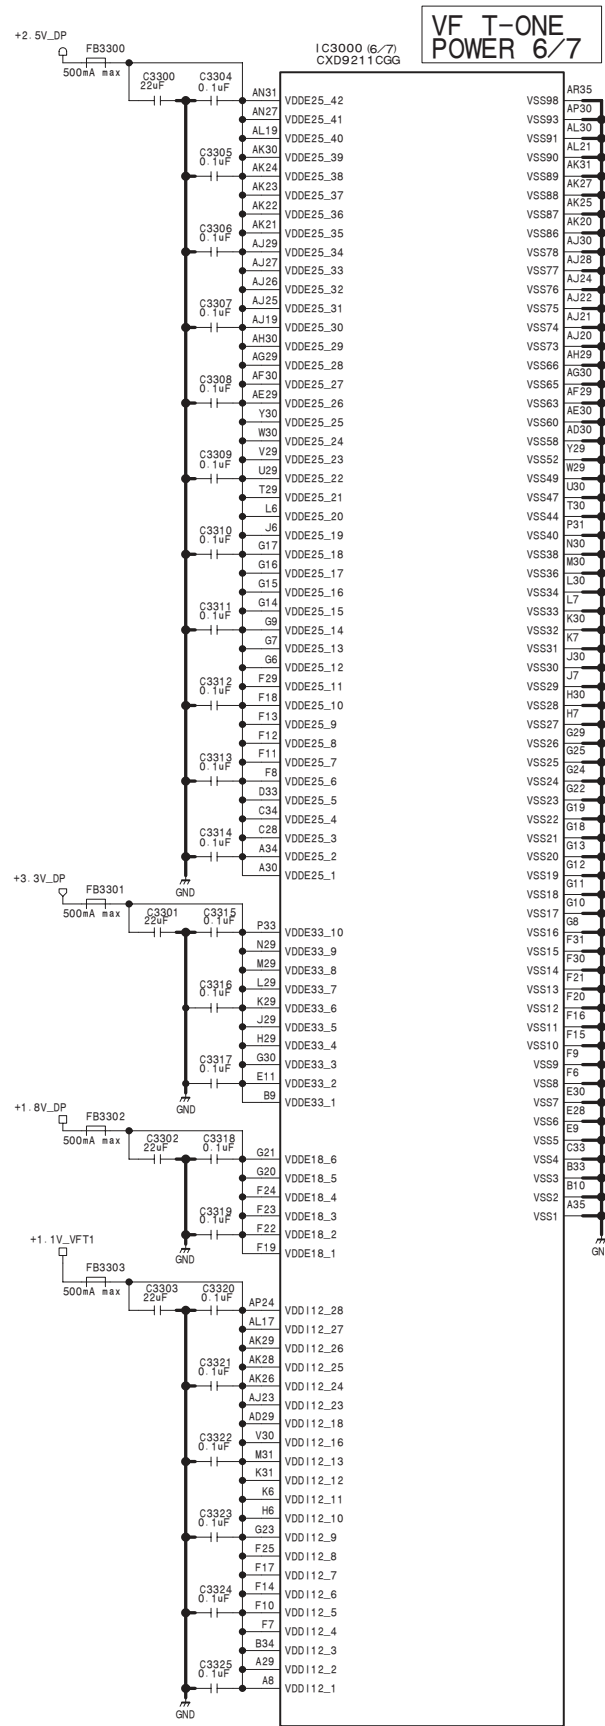 VF T-ONE
POWER 6/7
IC3000 (6/7)
CXD9211CGG
+2.5V_DP
FB3300
500mA max
C3300
22uF
C3304
0.1uF
C3305
0.1uF
C3306
0.1uF
C3307
0.1uF
C3308
0.1uF
C3309
0.1uF
C3310
0.1uF
C3311
0.1uF
C3312
0.1uF
C3313
0.1uF
C3314
0.1uF
GND
AN31 VDDE25_42
AN27 VDDE25_41
AL19 VDDE25_40
AK30 VDDE25_39
AK24 VDDE25_38
AK23 VDDE25_37
AK22 VDDE25_36
AK21 VDDE25_35
AJ29 VDDE25_34
AJ27 VDDE25_33
AJ26 VDDE25_32
AJ25 VDDE25_31
AJ19 VDDE25_30
AH30 VDDE25_29
AG29 VDDE25_28
AF30 VDDE25_27
AE29 VDDE25_26
Y30 VDDE25_25
W30 VDDE25_24
V29 VDDE25_23
U29 VDDE25_22
T29 VDDE25_21
L6 VDDE25_20
J6 VDDE25_19
G17 VDDE25_18
G16 VDDE25_17
G15 VDDE25_16
G14 VDDE25_15
G9 VDDE25_14
G7 VDDE25_13
G6 VDDE25_12
F29 VDDE25_11
F18 VDDE25_10
F13 VDDE25_9
F12 VDDE25_8
F11 VDDE25_7
F8 VDDE25_6
D33 VDDE25_5
C34 VDDE25_4
C28 VDDE25_3
A34 VDDE25_2
A30 VDDE25_1
+3.3V_DP
FB3301
500mA max
C3301
22uF
C3315
0.1uF
C3316
0.1uF
C3317
0.1uF
GND
P33 VDDE33_10
N29 VDDE33_9
M29 VDDE33_8
L29 VDDE33_7
K29 VDDE33_6
J29 VDDE33_5
H29 VDDE33_4
G30 VDDE33_3
E11 VDDE33_2
B9 VDDE33_1
+1.8V_DP
FB3302
500mA max
C3302
22uF
C3318
0.1uF
C3319
0.1uF
GND
G21 VDDE18_6
G20 VDDE18_5
F24 VDDE18_4
F23 VDDE18_3
F22 VDDE18_2
F19 VDDE18_1
+1.1V_VFT1
FB3303
500mA max
C3303
22uF
C3320
0.1uF
C3321
0.1uF
C3322
0.1uF
C3323
0.1uF
C3324
0.1uF
C3325
0.1uF
GND
AP24 VDDI12_28
AL17 VDDI12_27
AK29 VDDI12_26
AK28 VDDI12_25
AK26 VDDI12_24
AJ23 VDDI12_23
AD29 VDDI12_18
V30 VDDI12_16
M31 VDDI12_13
K31 VDDI12_12
K6 VDDI12_11
H6 VDDI12_10
G23 VDDI12_9
F25 VDDI12_8
F17 VDDI12_7
F14 VDDI12_6
F10 VDDI12_5
F7 VDDI12_4
B34 VDDI12_3
A29 VDDI12_2
A8 VDDI12_1
VSS98 AR35
VSS93 AP30
VSS91 AL30
VSS90 AL21
VSS89 AK31
VSS88 AK27
VSS87 AK25
VSS86 AK20
VSS78 AJ30
VSS77 AJ28
VSS76 AJ24
VSS75 AJ22
VSS74 AJ21
VSS73 AJ20
VSS66 AH29
VSS65 AG30
VSS63 AF29
VSS60 AE30
VSS58 AD30
VSS52 Y29
VSS49 W29
VSS47 U30
VSS44 T30
VSS40 P31
VSS38 N30
VSS36 M30
VSS34 L30
VSS33 L7
VSS32 K30
VSS31 K7
VSS30 J30
VSS29 J7
VSS28 H30
VSS27 H7
VSS26 G29
VSS25 G25
VSS24 G24
VSS23 G22
VSS22 G19
VSS21 G18
VSS20 G13
VSS19 G12
VSS18 G11
VSS17 G10
VSS16 G8
VSS15 F31
VSS14 F30
VSS13 F21
VSS12 F20
VSS11 F16
VSS10 F15
VSS9 F9
VSS8 F6
VSS7 E30
VSS6 E28
VSS5 E9
VSS4 C33
VSS3 B33
VSS2 B10
VSS1 A35
GN